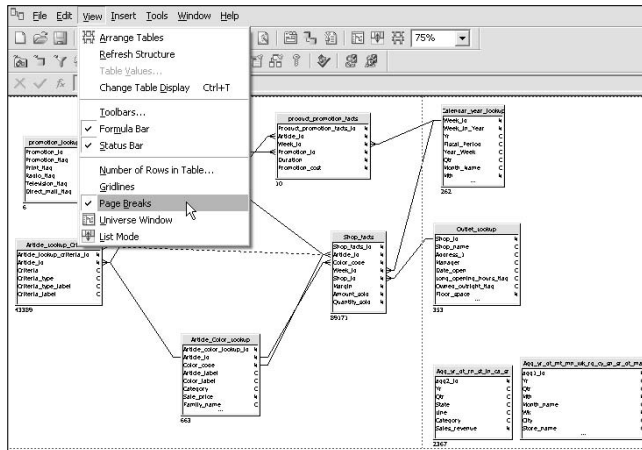 File Edit View Insert Tools Window Help
75%
Arrange Tables
Refresh Structure
Table Values...
Change Table Display Ctrl+T
Toolbars...
Formula Bar
Status Bar
Number of Rows in Table...
Gridlines
Page Breaks
Universe Window
List Mode
promotion_lookup
Promotion_id
Promotion_flag
Print_flag
Radio_flag
Television_flag
Direct_mail_flag
6
product_promotion_facts
Product_promotion_facts_id
Article_id
Week_id
Promotion_id
Duration
Promotion_cost
10
Calendar_year_lookup
Week_id
Week_In_Year
Yr
Fiscal_Period
Year_Week
Qtr
Month_Name
Mth
...
262
Article_Lookup_Criteria
Article_lookup_criteria_id
Article_id
Criteria
Criteria_type
Criteria_type_label
Criteria_label
43389
Shop_facts
Shop_facts_id
Article_id
Color_code
Week_id
Shop_id
Margin
Amount_sold
Quantity_sold
89171
Outlet_Lookup
Shop_id
Shop_name
Address_1
Manager
Date_open
Long_opening_hours_flag
Owned_outright_flag
Floor_space
...
Article_Color_Lookup
Article_color_lookup_id
Article_id
Color_code
Article_label
Color_label
Category
Sale_price
Family_name
...
663
Agg_yr_qt_rn_st_ln_ca_sr
agg2_id
Yr
Qtr
State
Line
Category
Sales_revenue
2367
Agg_yr_qt_mt_mn_wk_rg_cy_sn_sr_qt_ma
agg1_id
Yr
Qtr
Mth
Month_name
Wk
City
Store_name
...